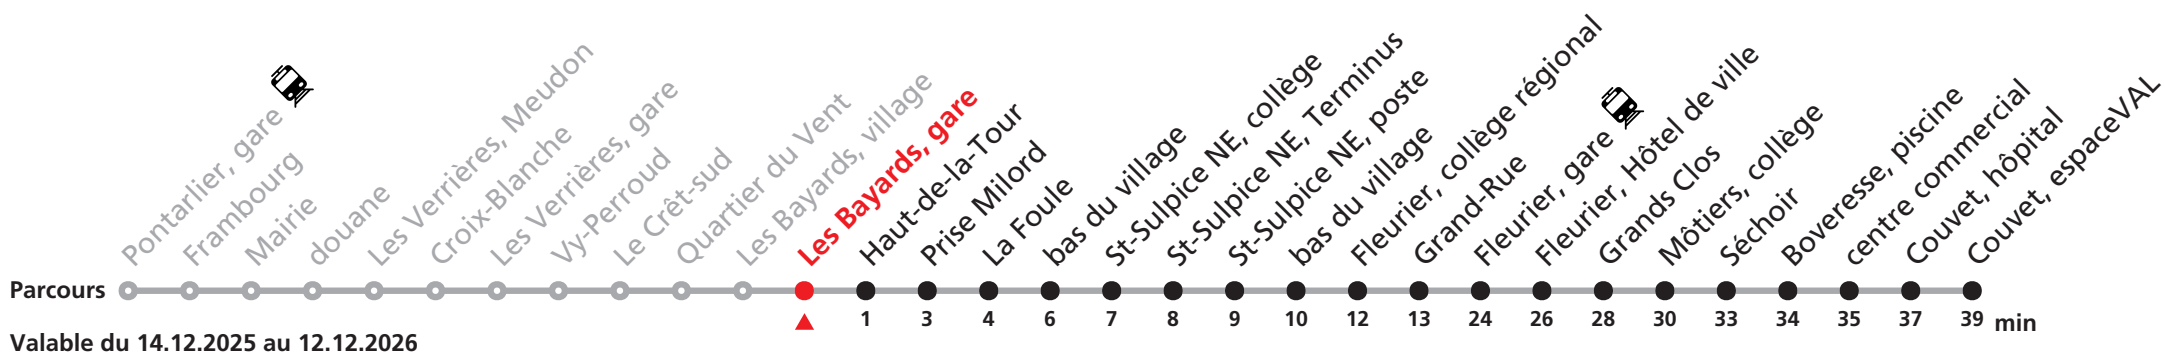 Pontarlier, gare
Frambourg
Mairie
douane
Les Verrières, Meudon
Croix-Blanche
Les Verrières, gare
Vy-Perroud
Le Crêt-sud
Quartier du Vent
Les Bayards, village
Les Bayards, gare
Haut-de-la-Tour
Prise Milord
La Foule
bas du village
St-Sulpice NE, collège
St-Sulpice NE, Terminus
St-Sulpice NE, poste
bas du village
Fleurier, collège régional
Grand-Rue
Fleurier, gare
Fleurier, Hôtel de ville
Grands Clos
Môtiers, collège
Séchoir
Boveresse, piscine
centre commercial
Couvet, hôpital
Couvet, espaceVAL
Parcours
1 3 4 6 7 8 9 10 12 13 24 26 28 30 33 34 35 37 39 min
Valable du 14.12.2025 au 12.12.2026